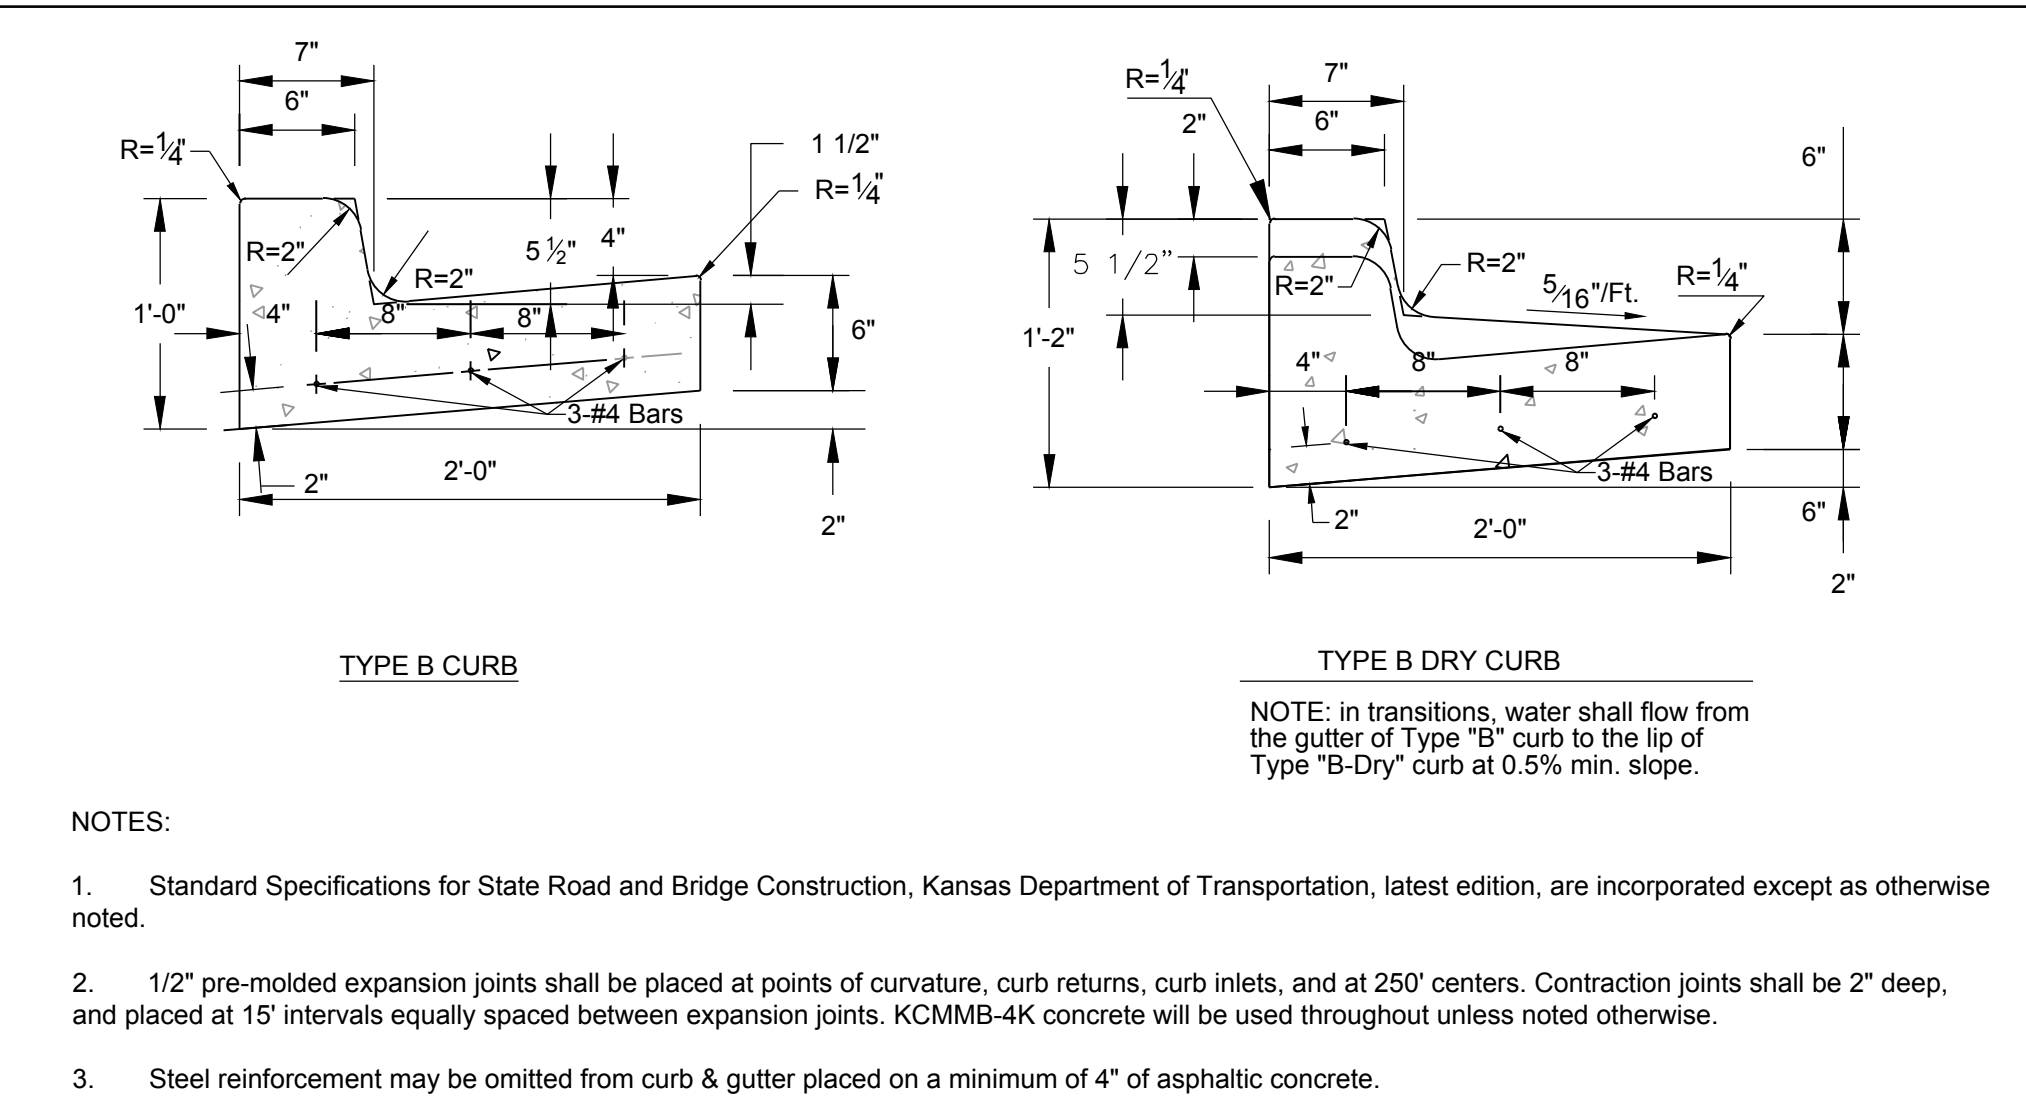 7"
6"
R=1/4"
1 1/2"
R=1/4"
R=2"
R=2"
5 1/2"
4"
1'-0"
4"
8"
8"
6"
3-#4 Bars
2"
2'-0"
2"
TYPE B CURB
R=1/4"
7"
2"
6"
6"
5 1/2”
R=2"
R=2"
5/16"/Ft.
R=1/4"
1'-2"
4"
8"
8"
3-#4 Bars
2"
2'-0"
6"
2"
TYPE B DRY CURB
NOTE: in transitions, water shall flow from
the gutter of Type "B" curb to the lip of
Type "B-Dry" curb at 0.5% min. slope.
NOTES:
1. Standard Specifications for State Road and Bridge Construction, Kansas Department of Transportation, latest edition, are incorporated except as otherwise
noted.
2. 1/2" pre-molded expansion joints shall be placed at points of curvature, curb returns, curb inlets, and at 250' centers. Contraction joints shall be 2" deep,
and placed at 15' intervals equally spaced between expansion joints. KCMMB-4K concrete will be used throughout unless noted otherwise.
3. Steel reinforcement may be omitted from curb & gutter placed on a minimum of 4" of asphaltic concrete.